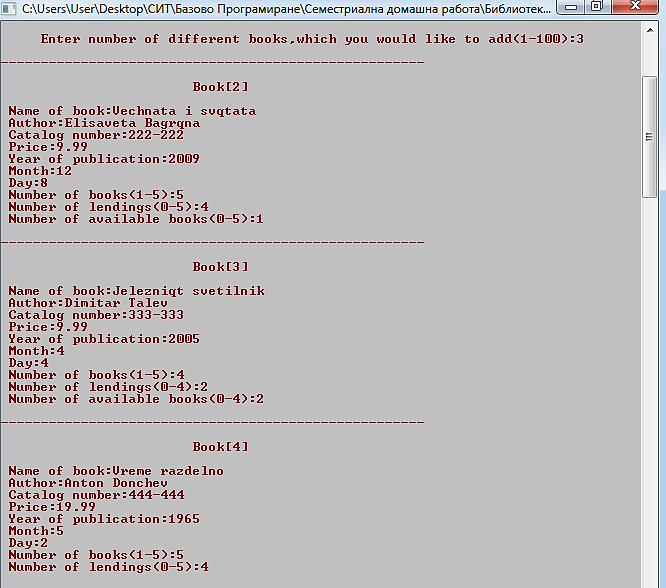 C:\Users\User\Desktop\СИТ\Базово Програмиране\Семестриална домашна работа\Библиотек...
Enter number of different books,which you would like to add(1-100):3
-----------------------------------------------------
Book[2]
Name of book:Vechnata i svqtata
Author:Elisaveta Bagrqna
Catalog number:222-222
Price:9.99
Year of publication:2009
Month:12
Day:8
Number of books(1-5):5
Number of lendings(0-5):4
Number of available books(0-5):1
-----------------------------------------------------
Book[3]
Name of book:Jelezniqt svetilnik
Author:Dimitar Talev
Catalog number:333-333
Price:9.99
Year of publication:2005
Month:4
Day:4
Number of books(1-5):4
Number of lendings(0-4):2
Number of available books(0-4):2
-----------------------------------------------------
Book[4]
Name of book:Vreme razdelno
Author:Anton Donchev
Catalog number:444-444
Price:19.99
Year of publication:1965
Month:5
Day:2
Number of books(1-5):5
Number of lendings(0-5):4